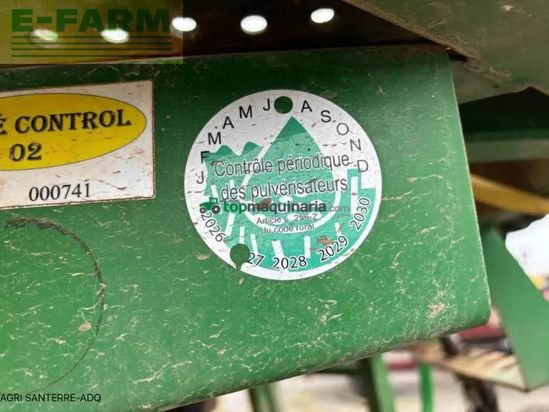 E-FARM
É CONTROL
02
000741
J F M A M J A S O N D
Contrôle périodique
des pulvérisateurs
topmaquinaria.com
Article L. 256-2
du code rural
2026 27 2028 2029 2030
AGRI SANTERRE-ADQ